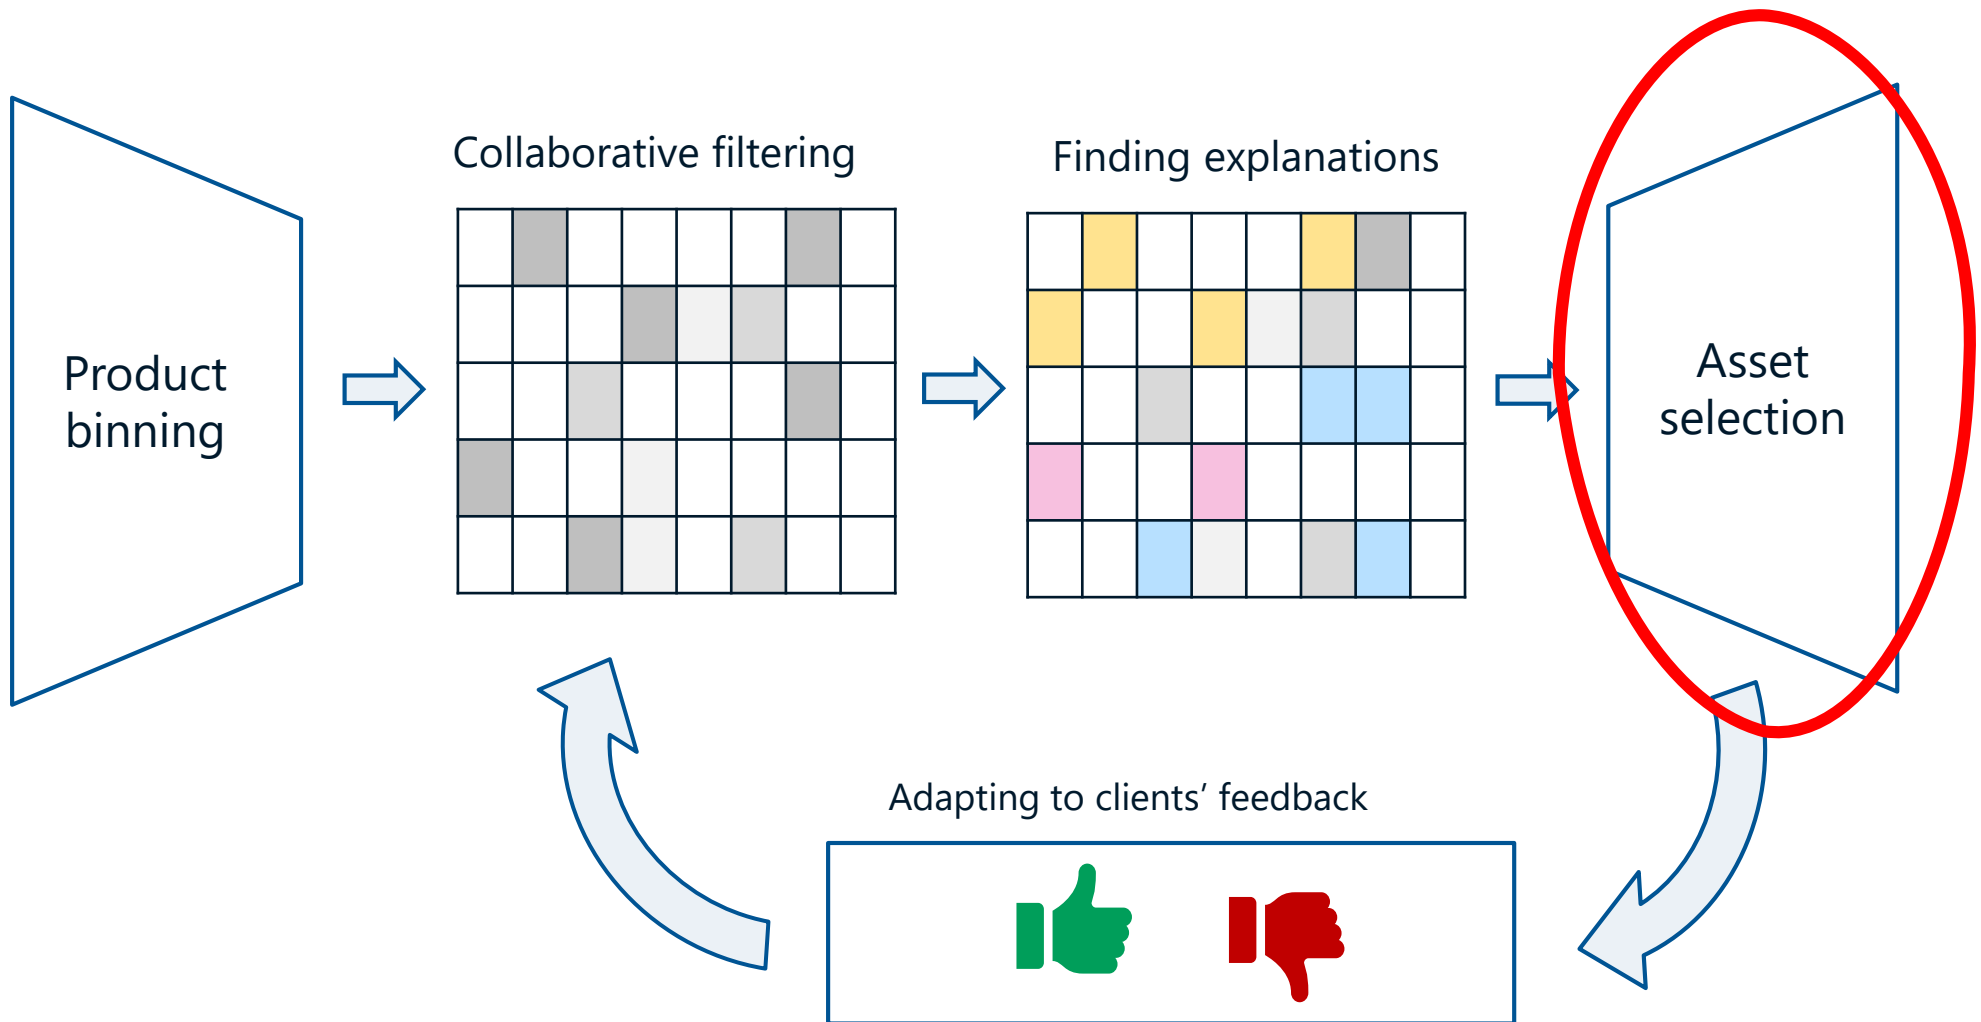 Collaborative filtering
Finding explanations
Product
binning
Asset
selection
Adapting to clients’ feedback